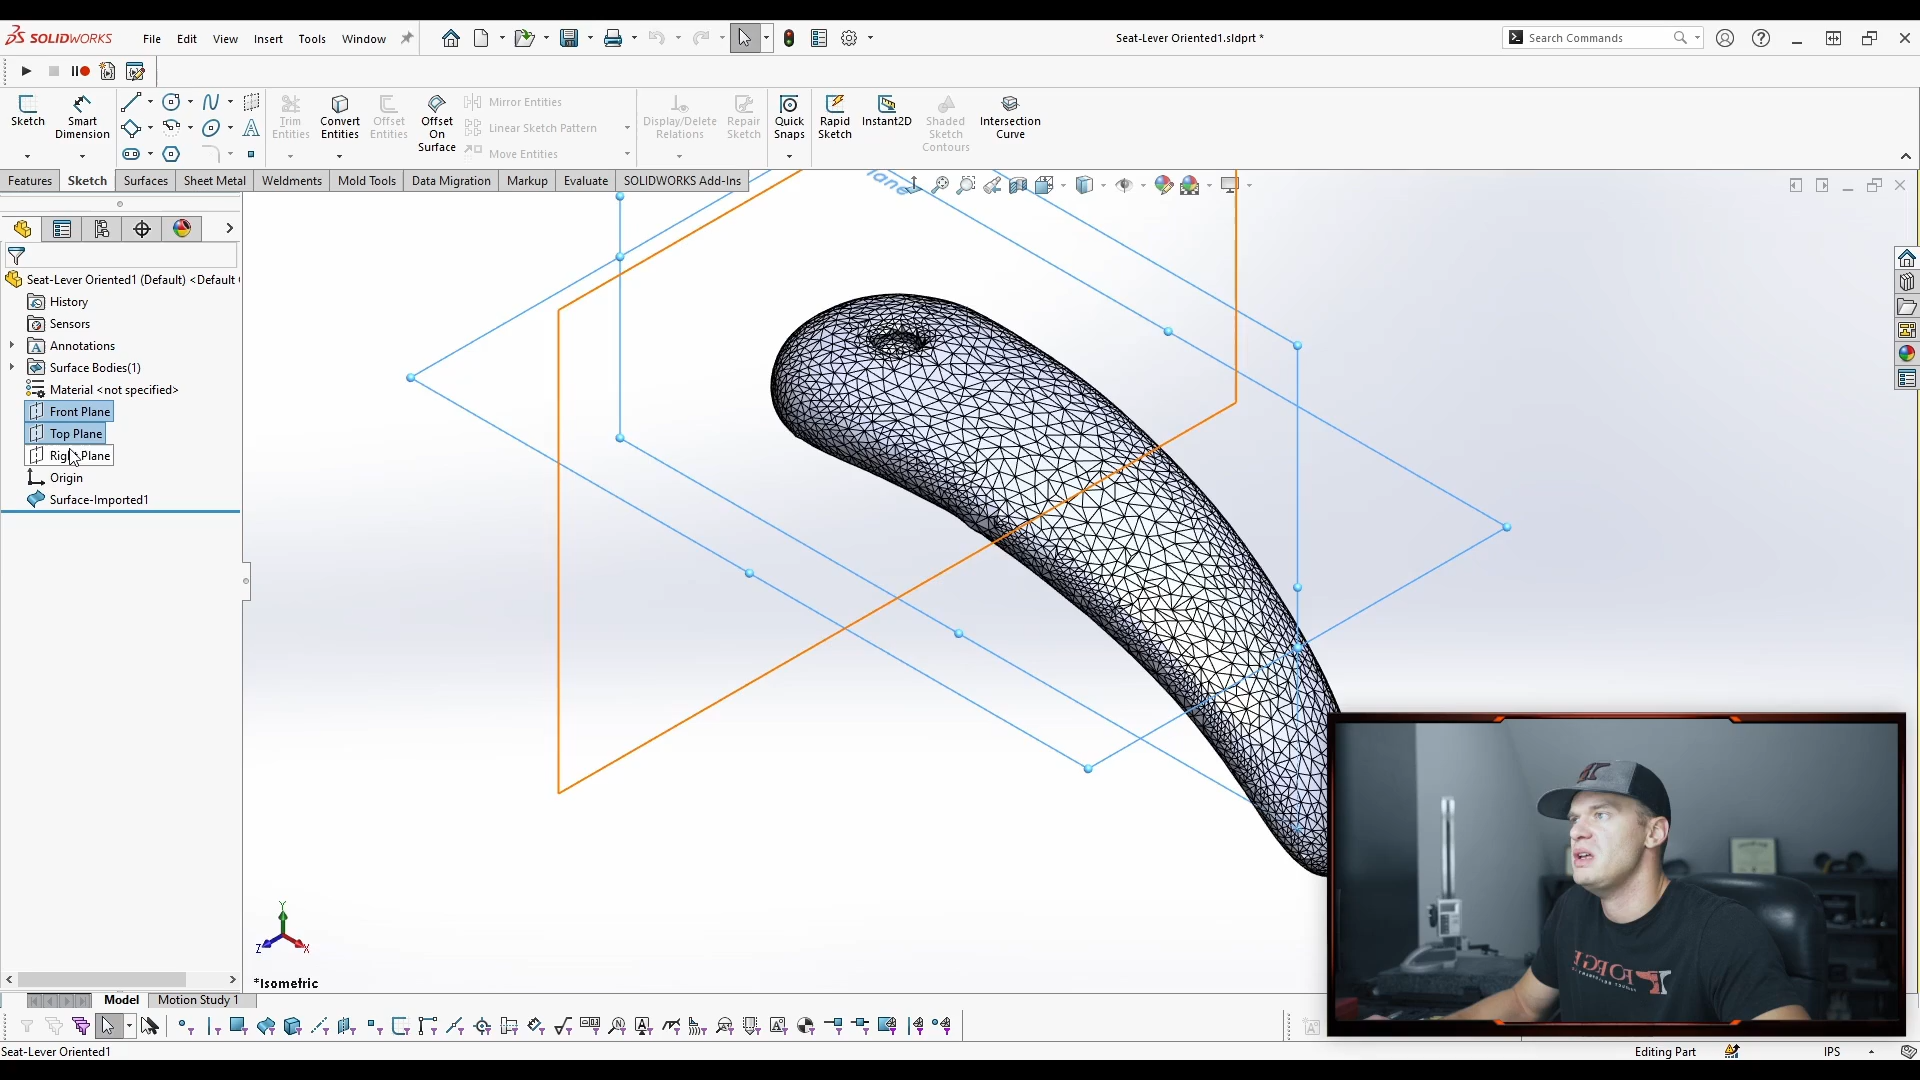 SOLIDWORKS File Edit View Insert Tools Window Seat-Lever Oriented1.sldprt * Search Commands
Sketch Smart Dimension Trim Entities Convert Entities Offset Entities Offset On Surface Mirror Entities Linear Sketch Pattern Move Entities Display/Delete Relations Repair Sketch Quick Snaps Rapid Sketch Instant2D Shaded Sketch Contours Intersection Curve
Features Sketch Surfaces Sheet Metal Weldments Mold Tools Data Migration Markup Evaluate SOLIDWORKS Add-Ins
Seat-Lever Oriented1 (Default) <Default
History
Sensors
Annotations
Surface Bodies(1)
Material <not specified>
Front Plane
Top Plane
Right Plane
Origin
Surface-Imported1
Y
Z X
*Isometric
FORGE
Model Motion Study 1
Seat-Lever Oriented1 Editing Part IPS